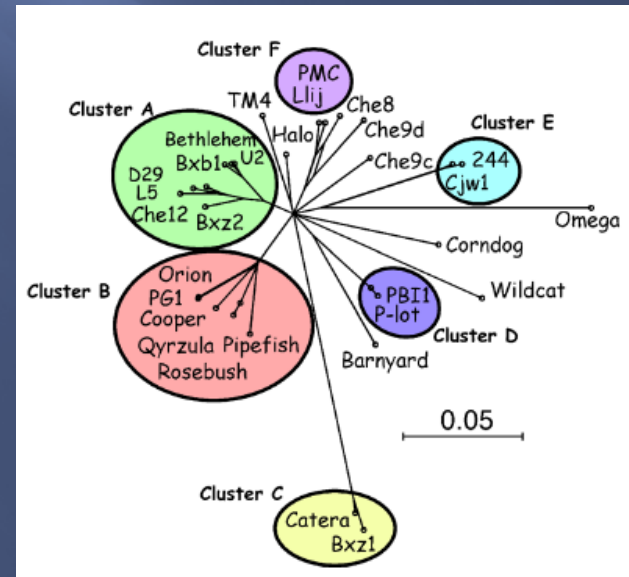 Cluster F
PMC
Llij
TM4
Che8
Halo
Che9d
Che9c
Cluster E
244
Cjw1
Cluster A
Bethlehem
Bxb1 U2
D29
L5
Che12 Bxz2
Omega
Corndog
Wildcat
Cluster B
Orion
PG1
Cooper
Qyrzula Pipefish
Rosebush
PBI1
P-lot
Cluster D
Barnyard
0.05
Cluster C
Catera
Bxz1